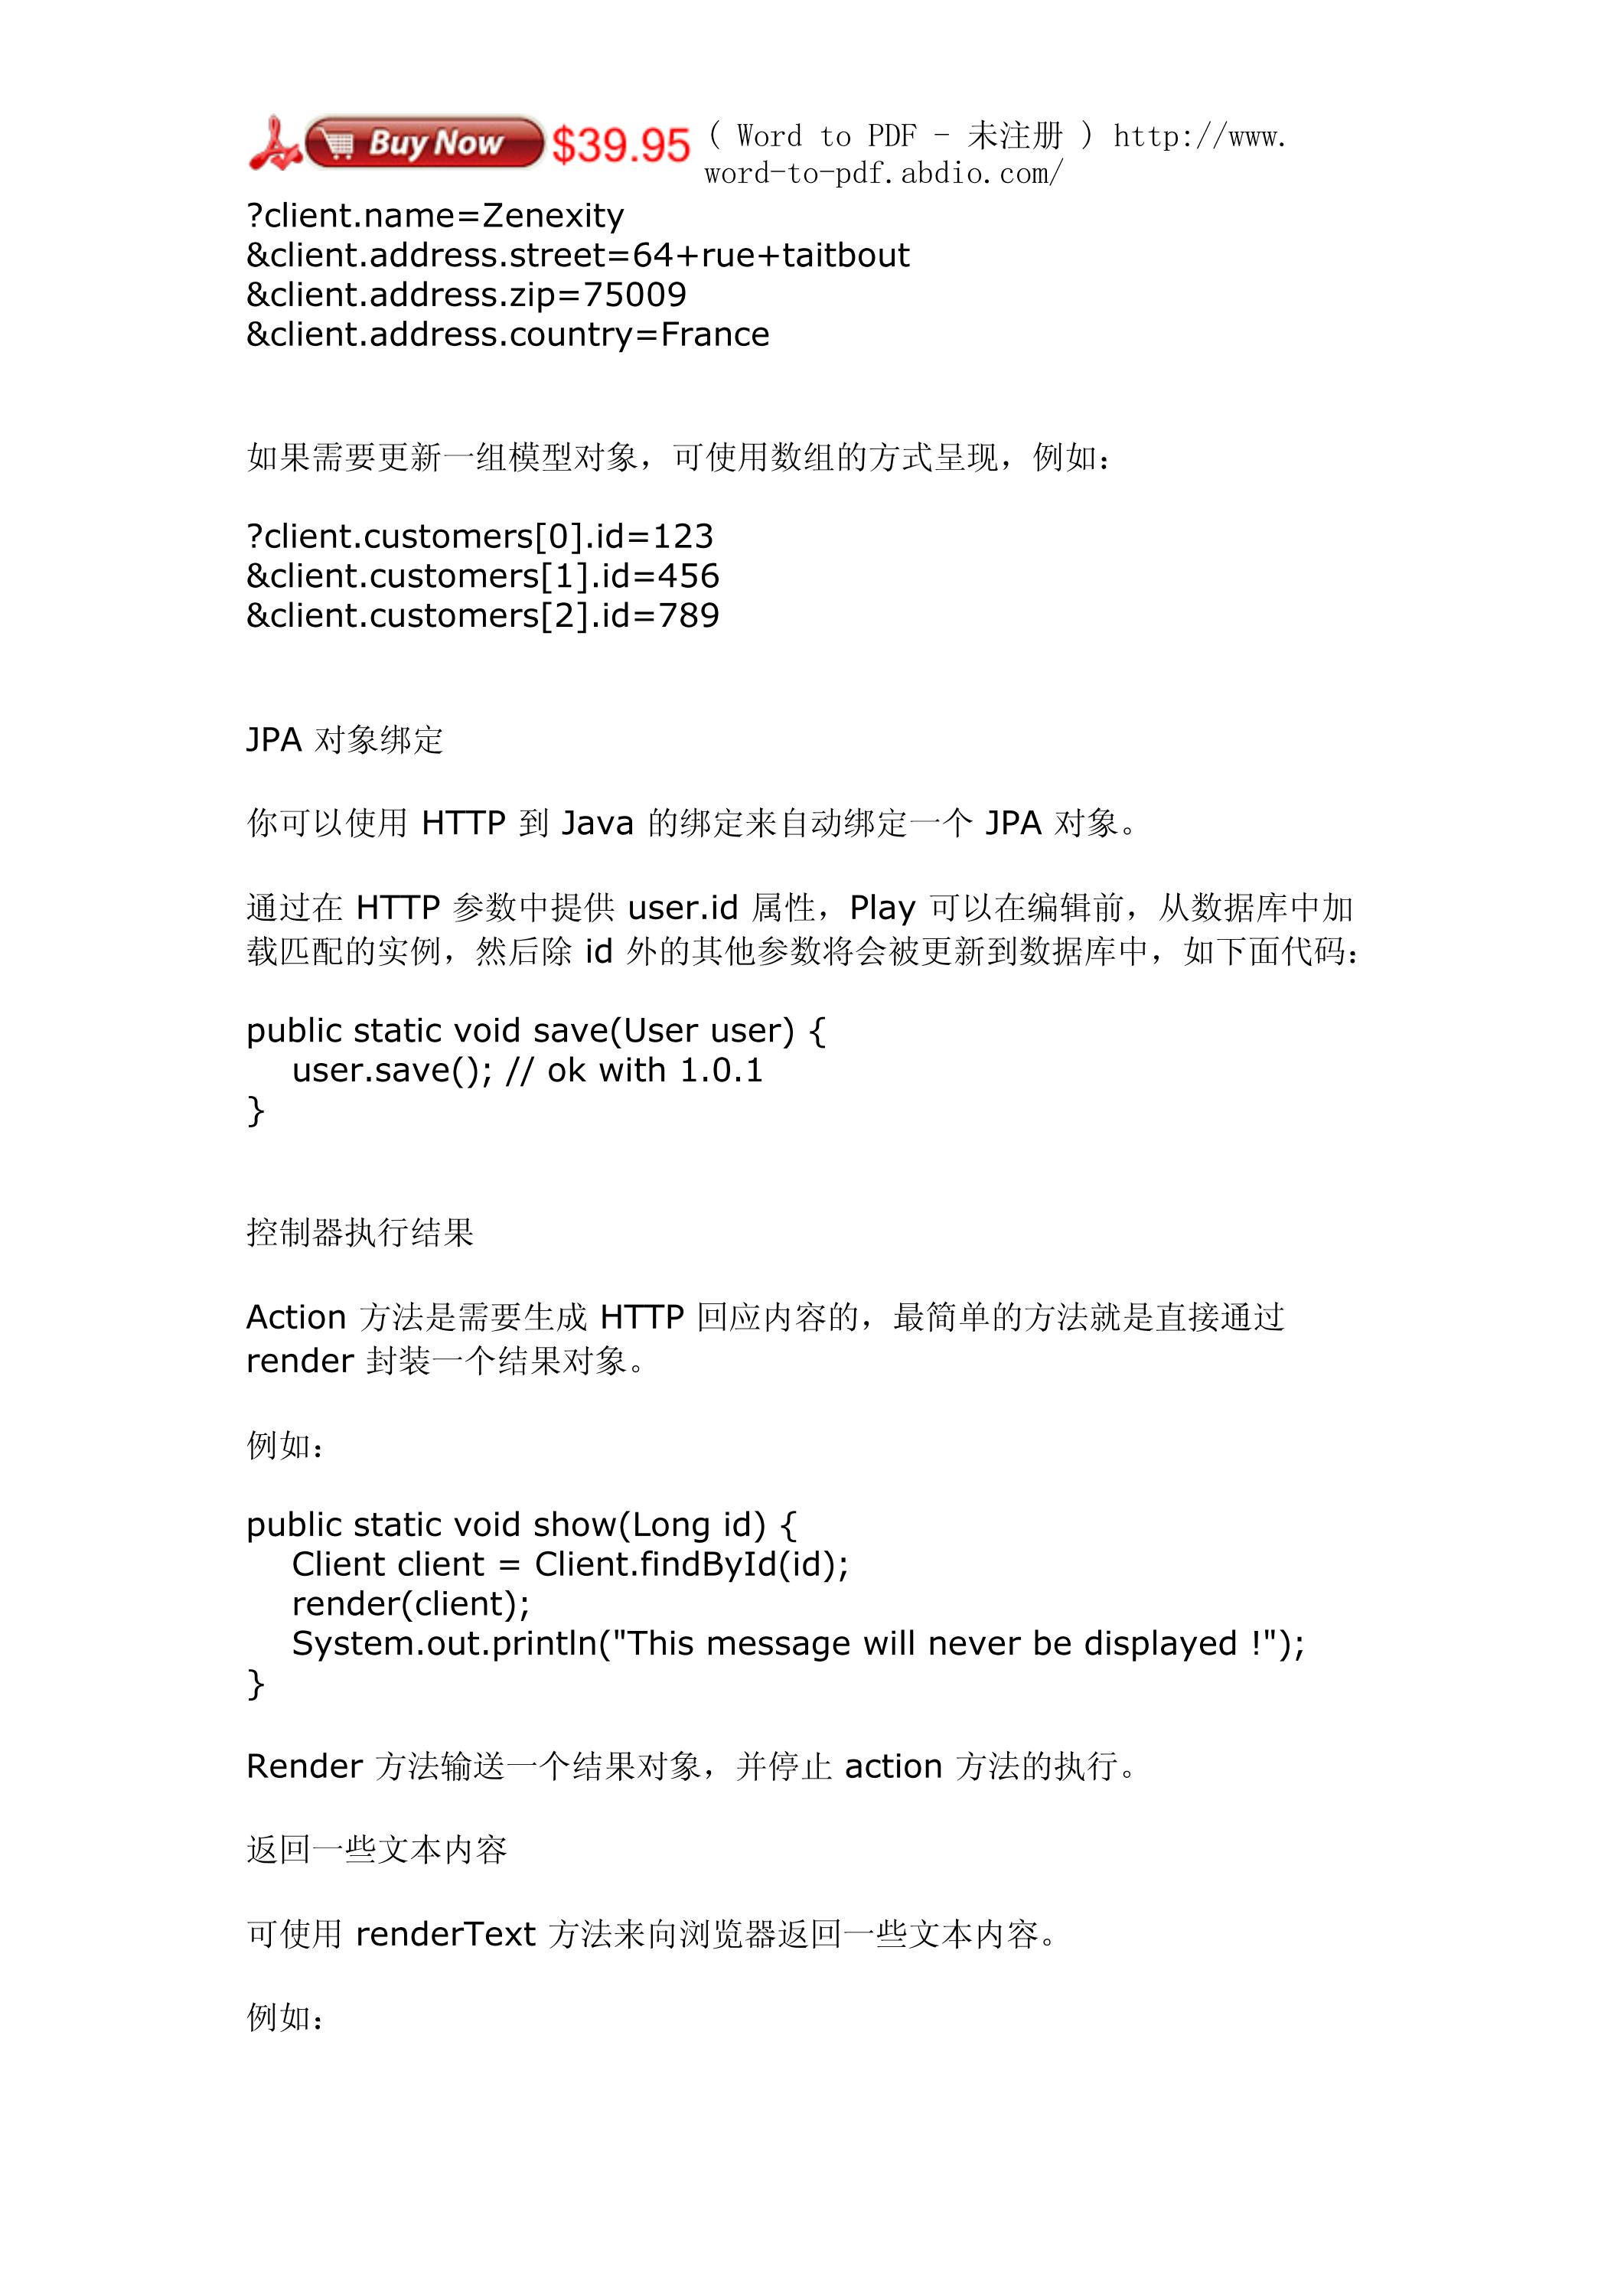 Buy Now $39.95 ( Word to PDF - 未注册 ) http://www.
word-to-pdf.abdio.com/
?client.name=Zenexity
&client.address.street=64+rue+taitbout
&client.address.zip=75009
&client.address.country=France
如果需要更新一组模型对象，可使用数组的方式呈现，例如：
?client.customers[0].id=123
&client.customers[1].id=456
&client.customers[2].id=789
JPA 对象绑定
你可以使用 HTTP 到 Java 的绑定来自动绑定一个 JPA 对象。
通过在 HTTP 参数中提供 user.id 属性，Play 可以在编辑前，从数据库中加
载匹配的实例，然后除 id 外的其他参数将会被更新到数据库中，如下面代码：
public static void save(User user) {
    user.save(); // ok with 1.0.1
}
控制器执行结果
Action 方法是需要生成 HTTP 回应内容的，最简单的方法就是直接通过
render 封装一个结果对象。
例如：
public static void show(Long id) {
    Client client = Client.findById(id);
    render(client);
    System.out.println("This message will never be displayed !");
}
Render 方法输送一个结果对象，并停止 action 方法的执行。
返回一些文本内容
可使用 renderText 方法来向浏览器返回一些文本内容。
例如：